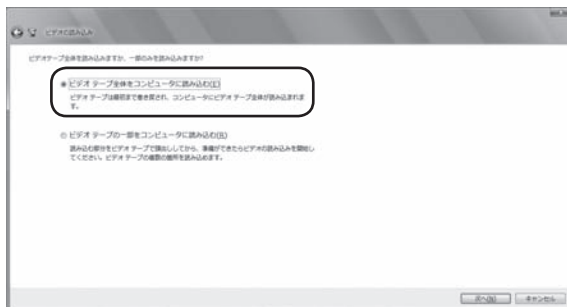 ビデオの読み込み
ビデオテープ全体を読み込みますか、一部のみを読み込みますか?
ビデオ テープ全体をコンピュータに読み込む(E)
ビデオ テープは最初まで巻き戻され、コンピュータにビデオ テープ全体が読み込まれま
す。
ビデオ テープの一部をコンピュータに読み込む(R)
読み込む部分をビデオ テープで頭出ししてから、準備ができたらビデオの読み込みを開始し
てください。ビデオ テープの複数の箇所を読み込めます。
次へ(N) キャンセル